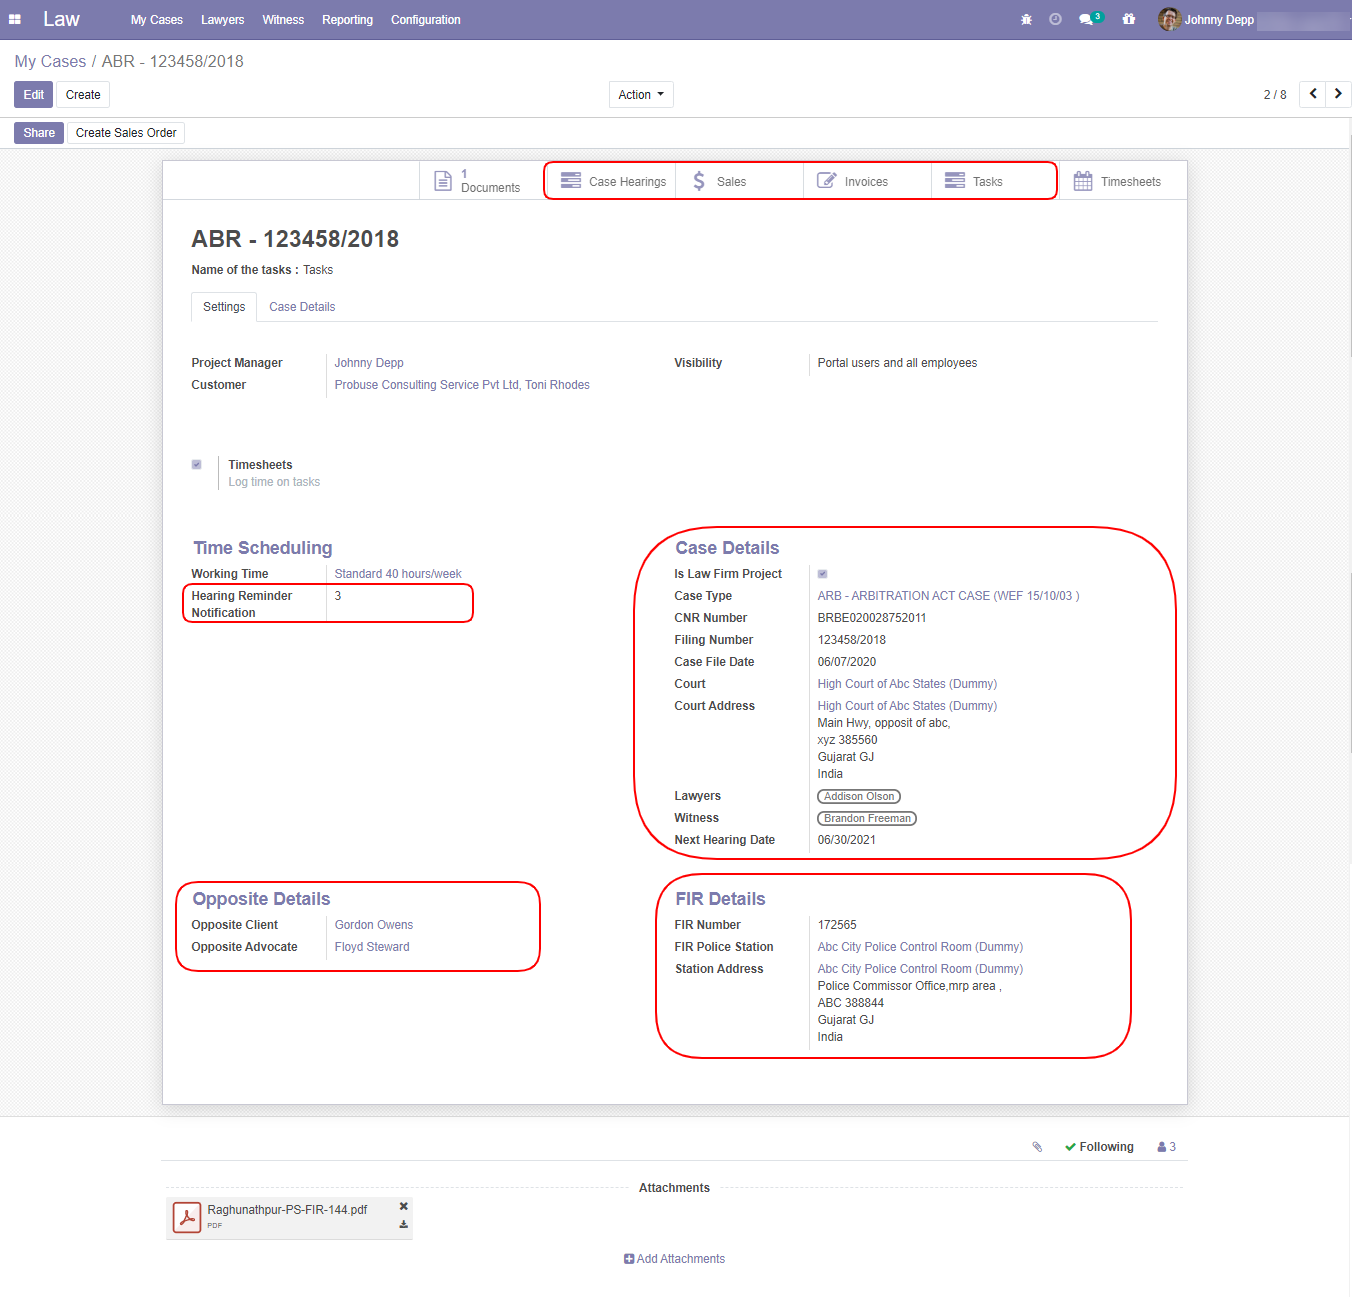 Law My Cases Lawyers Witness Reporting Configuration 3 Johnny Depp
My Cases / ABR - 123458/2018
Edit Create Action 2 / 8
Share Create Sales Order
1
Documents Case Hearings Sales Invoices Tasks Timesheets
ABR - 123458/2018
Name of the tasks : Tasks
Settings Case Details
Project Manager Johnny Depp Visibility Portal users and all employees
Customer Probuse Consulting Service Pvt Ltd, Toni Rhodes
Timesheets
Log time on tasks
Time Scheduling
Working Time Standard 40 hours/week
Hearing Reminder 3
Notification
Case Details
Is Law Firm Project
Case Type ARB - ARBITRATION ACT CASE (WEF 15/10/03 )
CNR Number BRBE020028752011
Filing Number 123458/2018
Case File Date 06/07/2020
Court High Court of Abc States (Dummy)
Court Address High Court of Abc States (Dummy)
Main Hwy, opposit of abc,
xyz 385560
Gujarat GJ
India
Lawyers Addison Olson
Witness Brandon Freeman
Next Hearing Date 06/30/2021
Opposite Details
Opposite Client Gordon Owens
Opposite Advocate Floyd Steward
FIR Details
FIR Number 172565
FIR Police Station Abc City Police Control Room (Dummy)
Station Address Abc City Police Control Room (Dummy)
Police Commissor Office,mrp area ,
ABC 388844
Gujarat GJ
India
Following 3
Attachments
Raghunathpur-PS-FIR-144.pdf
PDF
Add Attachments